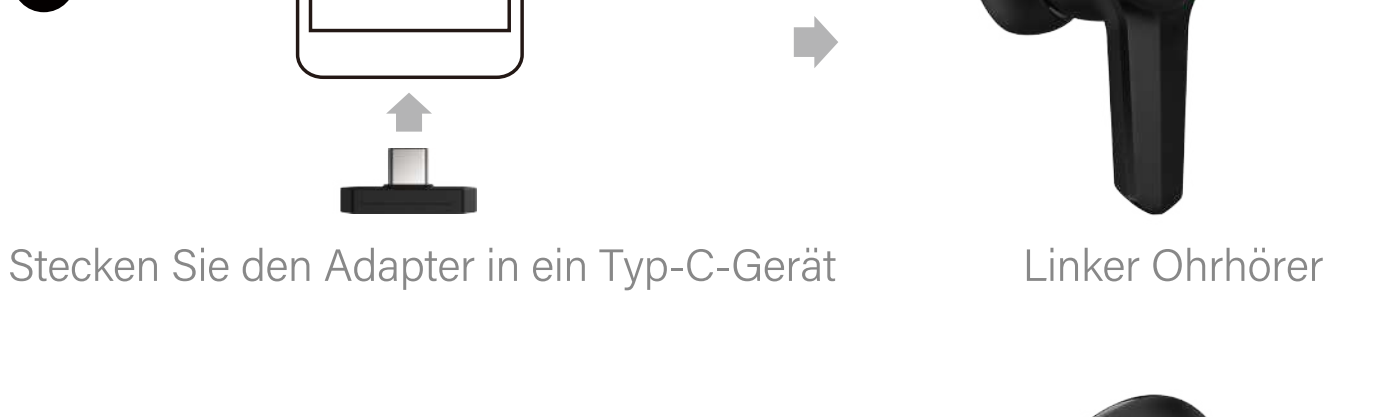 Stecken Sie den Adapter in ein Typ-C-Gerät
Linker Ohrhörer